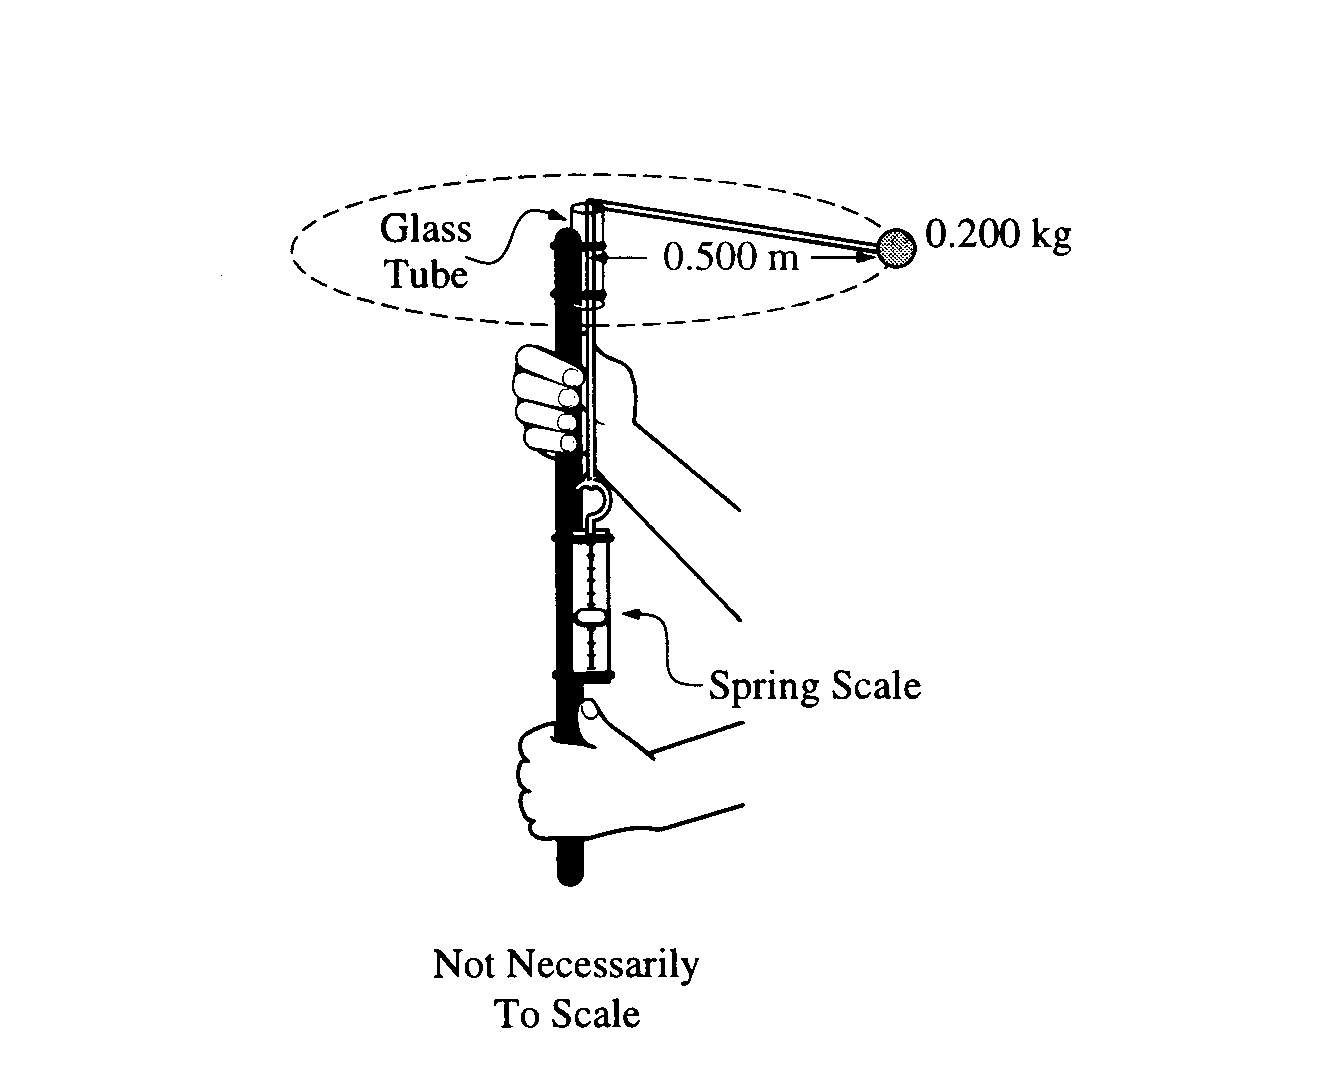 Glass
Tube
0.200 kg
0.500 m
Spring Scale
Not Necessarily
To Scale